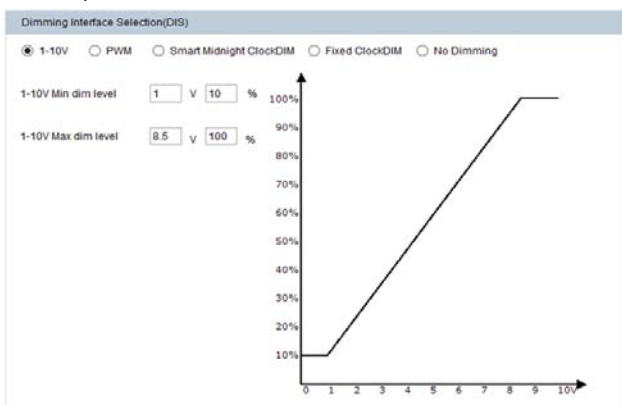 Dimming Interface Selection(DIS)
1-10V PWM Smart Midnight ClockDIM Fixed ClockDIM No Dimming
1-10V Min dim level 1 V 10 %
1-10V Max dim level 8.5 V 100 %
100%
90%
80%
70%
60%
50%
40%
30%
20%
10%
0 1 2 3 4 5 6 7 8 9 10V